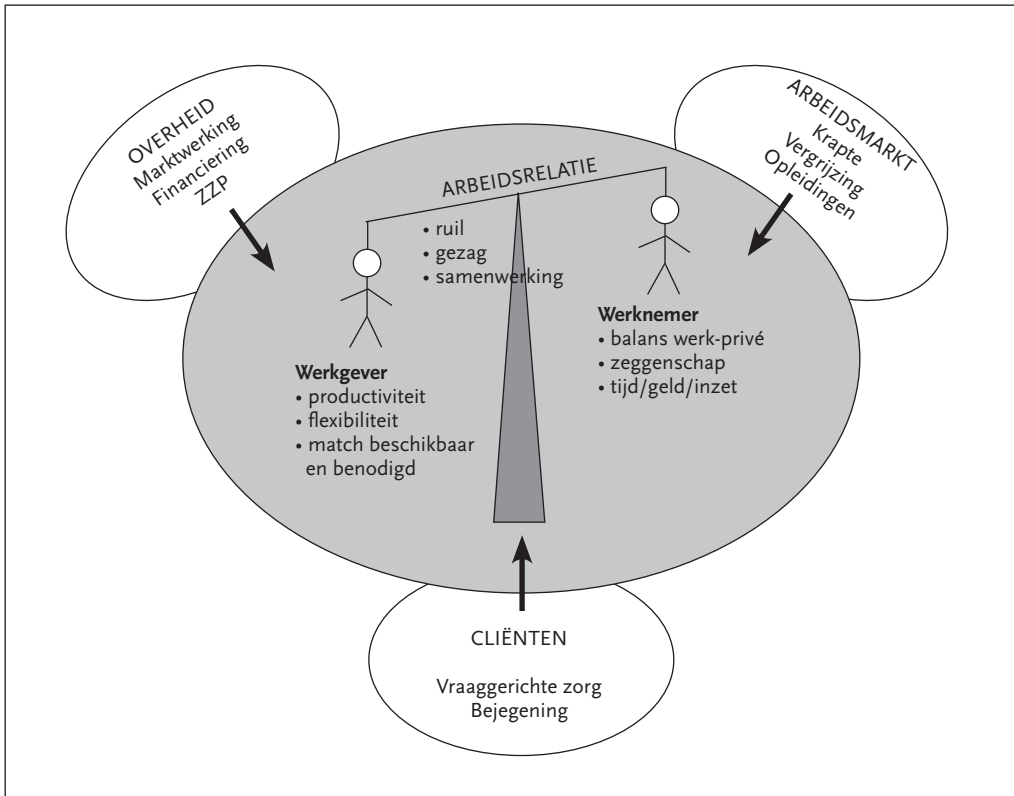 OVERHEID
Marktwerking
Financiering
ZZP
ARBEIDSMARKT
Krapte
Vergrijzing
Opleidingen
ARBEIDSRELATIE
• ruil
• gezag
• samenwerking
Werkgever
• productiviteit
• flexibiliteit
• match beschikbaar
en benodigd
Werknemer
• balans werk-privé
• zeggenschap
• tijd/geld/inzet
CLIËNTEN
Vraaggerichte zorg
Bejegening